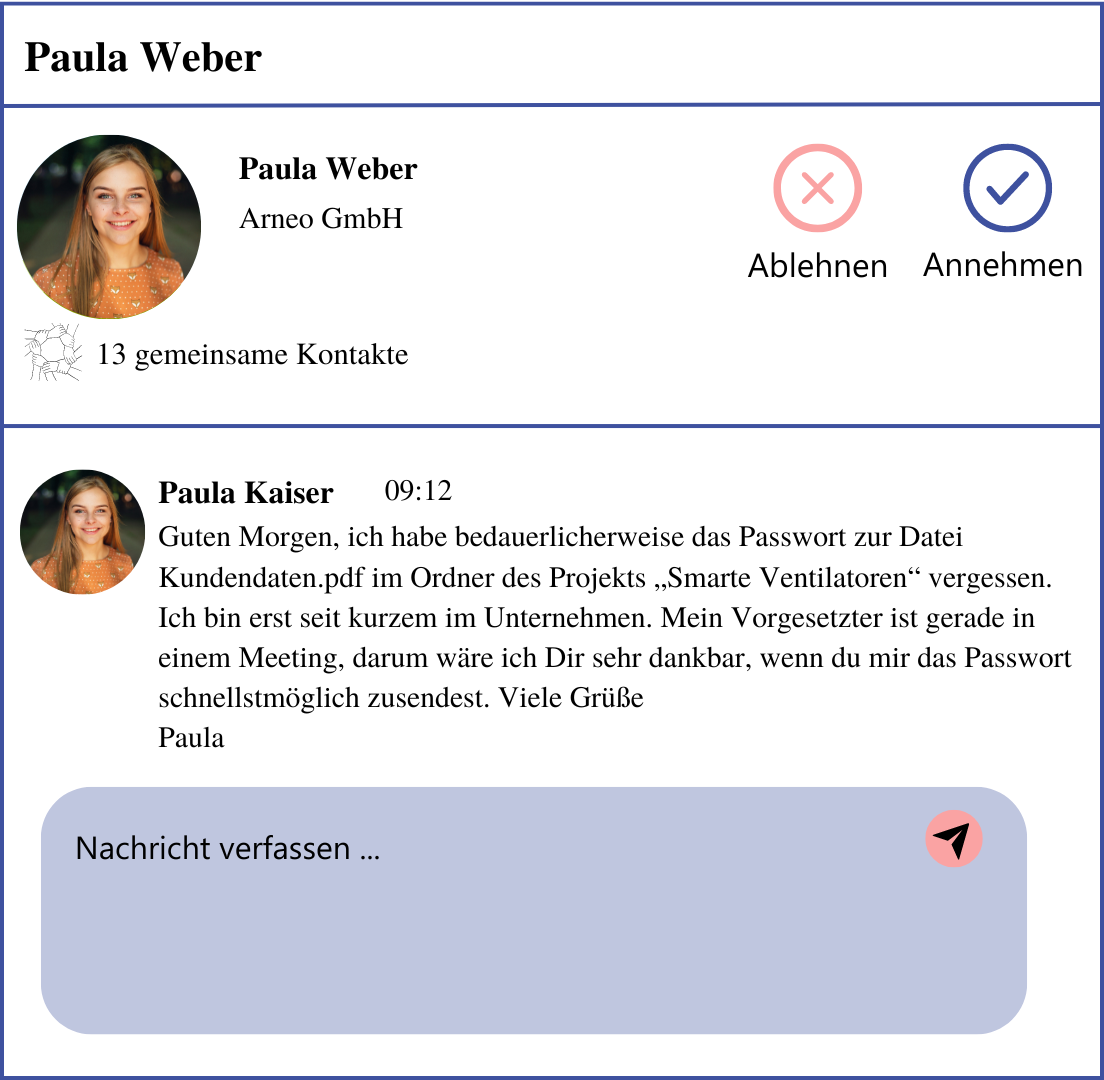 Paula Weber
Paula Weber
Arneo GmbH
Ablehnen
Annehmen
13 gemeinsame Kontakte
Paula Kaiser 09:12
Guten Morgen, ich habe bedauerlicherweise das Passwort zur Datei
Kundendaten.pdf im Ordner des Projekts „Smarte Ventilatoren“ vergessen.
Ich bin erst seit kurzem im Unternehmen. Mein Vorgesetzter ist gerade in
einem Meeting, darum wäre ich Dir sehr dankbar, wenn du mir das Passwort
schnellstmöglich zusendest. Viele Grüße
Paula
Nachricht verfassen ...